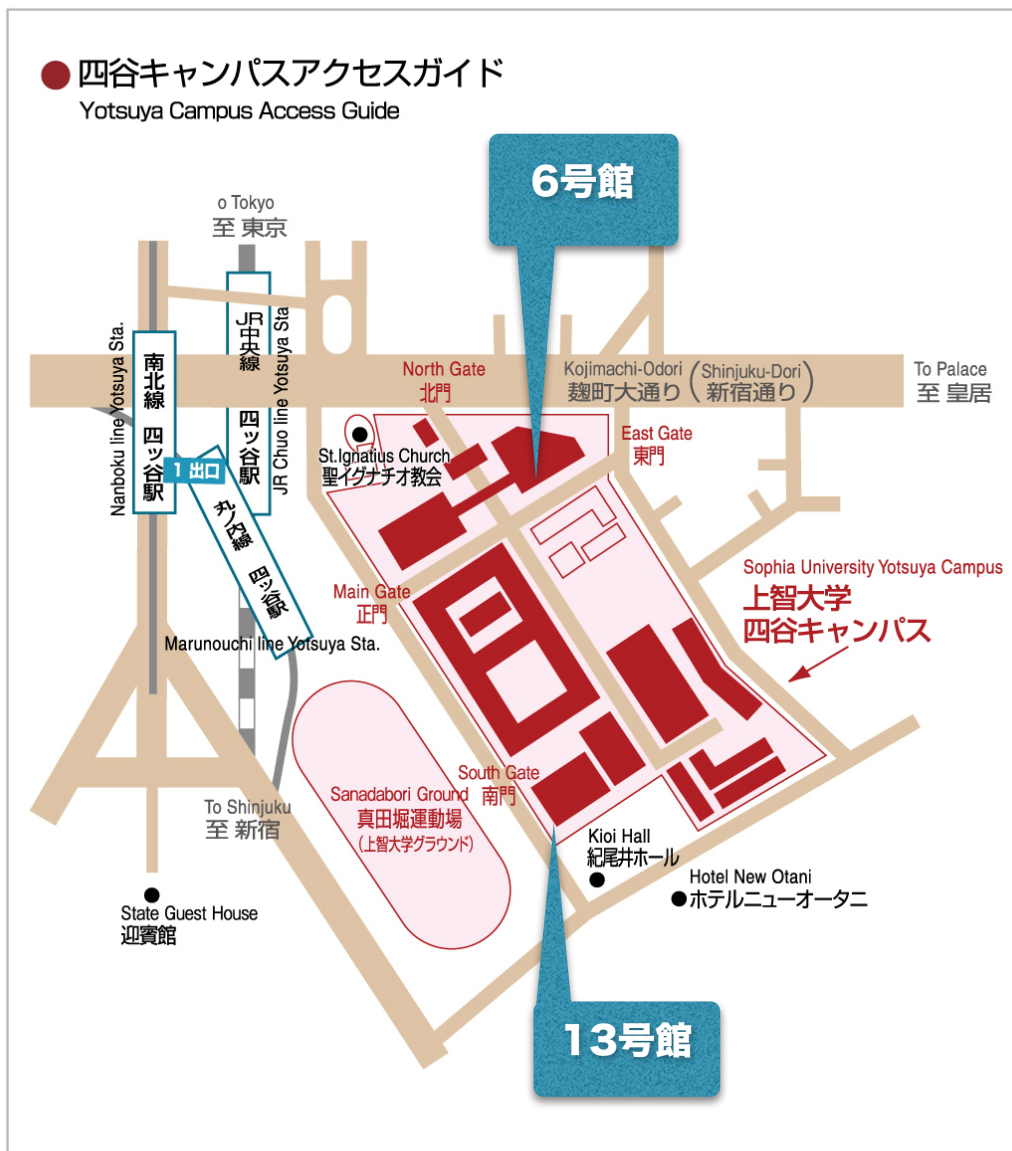 四谷キャンパスアクセスガイド
Yotsuya Campus Access Guide
6号館
o Tokyo
至 東京
Nanboku line Yotsuya Sta.
南北線 四ッ谷駅
JR中央線 四ッ谷駅
JR Chuo line Yotsuya Sta
1出口
丸ノ内線 四ッ谷駅
Marunouchi line Yotsuya Sta.
North Gate
北門
Kojimachi-Odori (Shinjuku-Dori)
麹町大通り(新宿通り)
To Palace
至 皇居
St.Ignatius Church
聖イグナチオ教会
East Gate
東門
Main Gate
正門
Sophia University Yotsuya Campus
上智大学
四谷キャンパス
South Gate
南門
Sanadabori Ground
真田堀運動場
(上智大学グラウンド)
To Shinjuku
至 新宿
Kioi Hall
紀尾井ホール
Hotel New Otani
ホテルニューオータニ
State Guest House
迎賓館
13号館